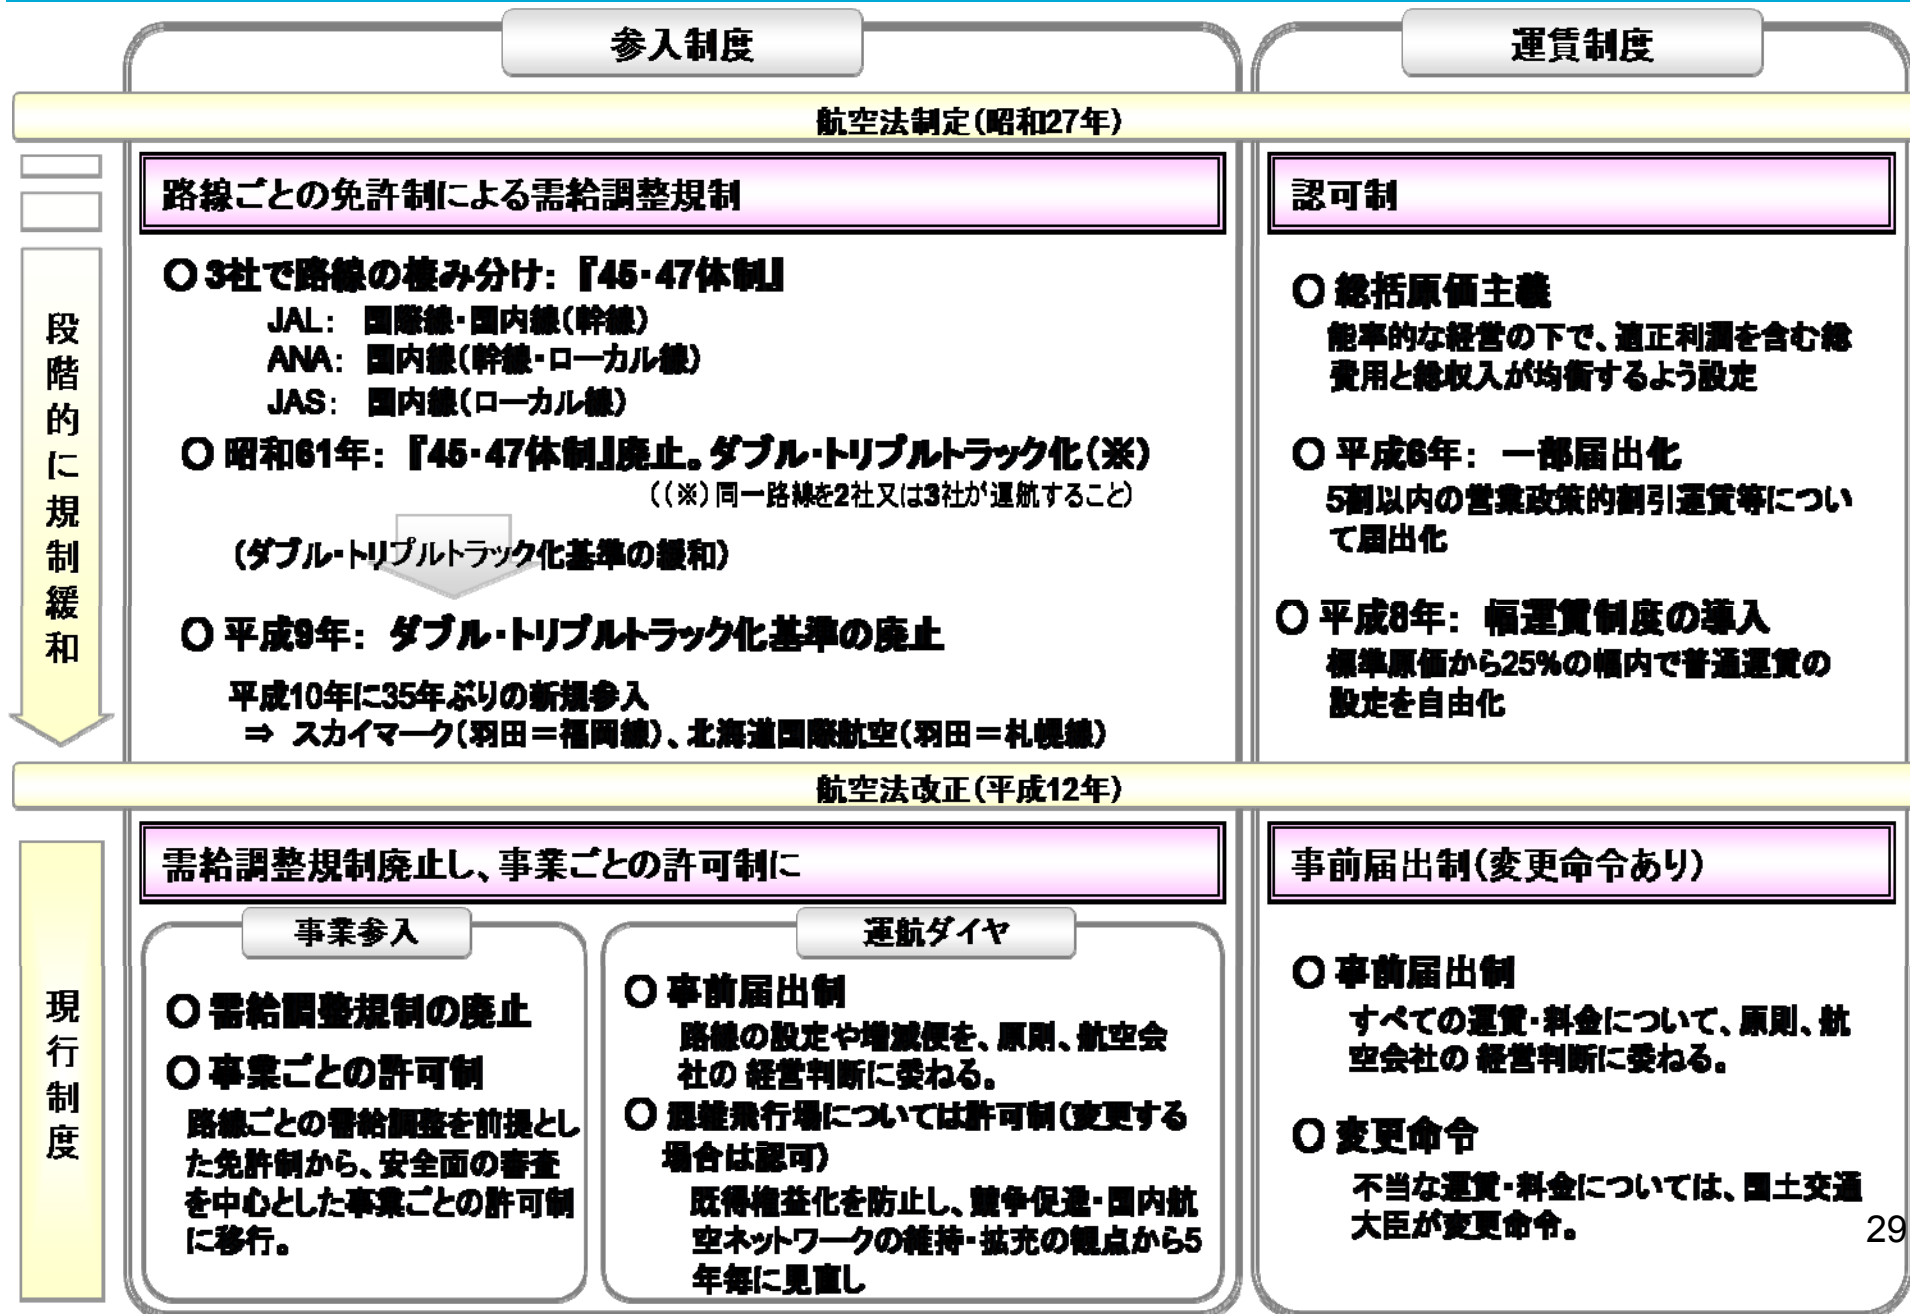 参入制度
運賃制度
航空法制定(昭和27年)
段階的に規制緩和
路線ごとの免許制による需給調整規制
○ 3社で路線の棲み分け: 『45・47体制』
JAL: 国際線・国内線(幹線)
ANA: 国内線(幹線・ローカル線)
JAS: 国内線(ローカル線)
○ 昭和61年: 『45・47体制』廃止。ダブル・トリプルトラック化(※)
((※)同一路線を2社又は3社が運航すること)
(ダブル・トリプルトラック化基準の緩和)
○ 平成9年: ダブル・トリプルトラック化基準の廃止
平成10年に35年ぶりの新規参入
⇒ スカイマーク(羽田=福岡線)、北海道国際航空(羽田=札幌線)
認可制
○ 総括原価主義
能率的な経営の下で、適正利潤を含む総
費用と総収入が均衡するよう設定
○ 平成6年: 一部届出化
5割以内の営業政策的割引運賃等につい
て届出化
○ 平成8年: 幅運賃制度の導入
標準原価から25%の幅内で普通運賃の
設定を自由化
航空法改正(平成12年)
現行制度
需給調整規制廃止し、事業ごとの許可制に
事業参入
○ 需給調整規制の廃止
○ 事業ごとの許可制
路線ごとの需給調整を前提とし
た免許制から、安全面の審査
を中心とした事業ごとの許可制
に移行。
運航ダイヤ
○ 事前届出制
路線の設定や増減便を、原則、航空会
社の 経営判断に委ねる。
○ 混雑飛行場については許可制(変更する
場合は認可)
既得権益化を防止し、競争促進・国内航
空ネットワークの維持・拡充の観点から5
年毎に見直し
事前届出制(変更命令あり)
○ 事前届出制
すべての運賃・料金について、原則、航
空会社の 経営判断に委ねる。
○ 変更命令
不当な運賃・料金については、国土交通
大臣が変更命令。
29